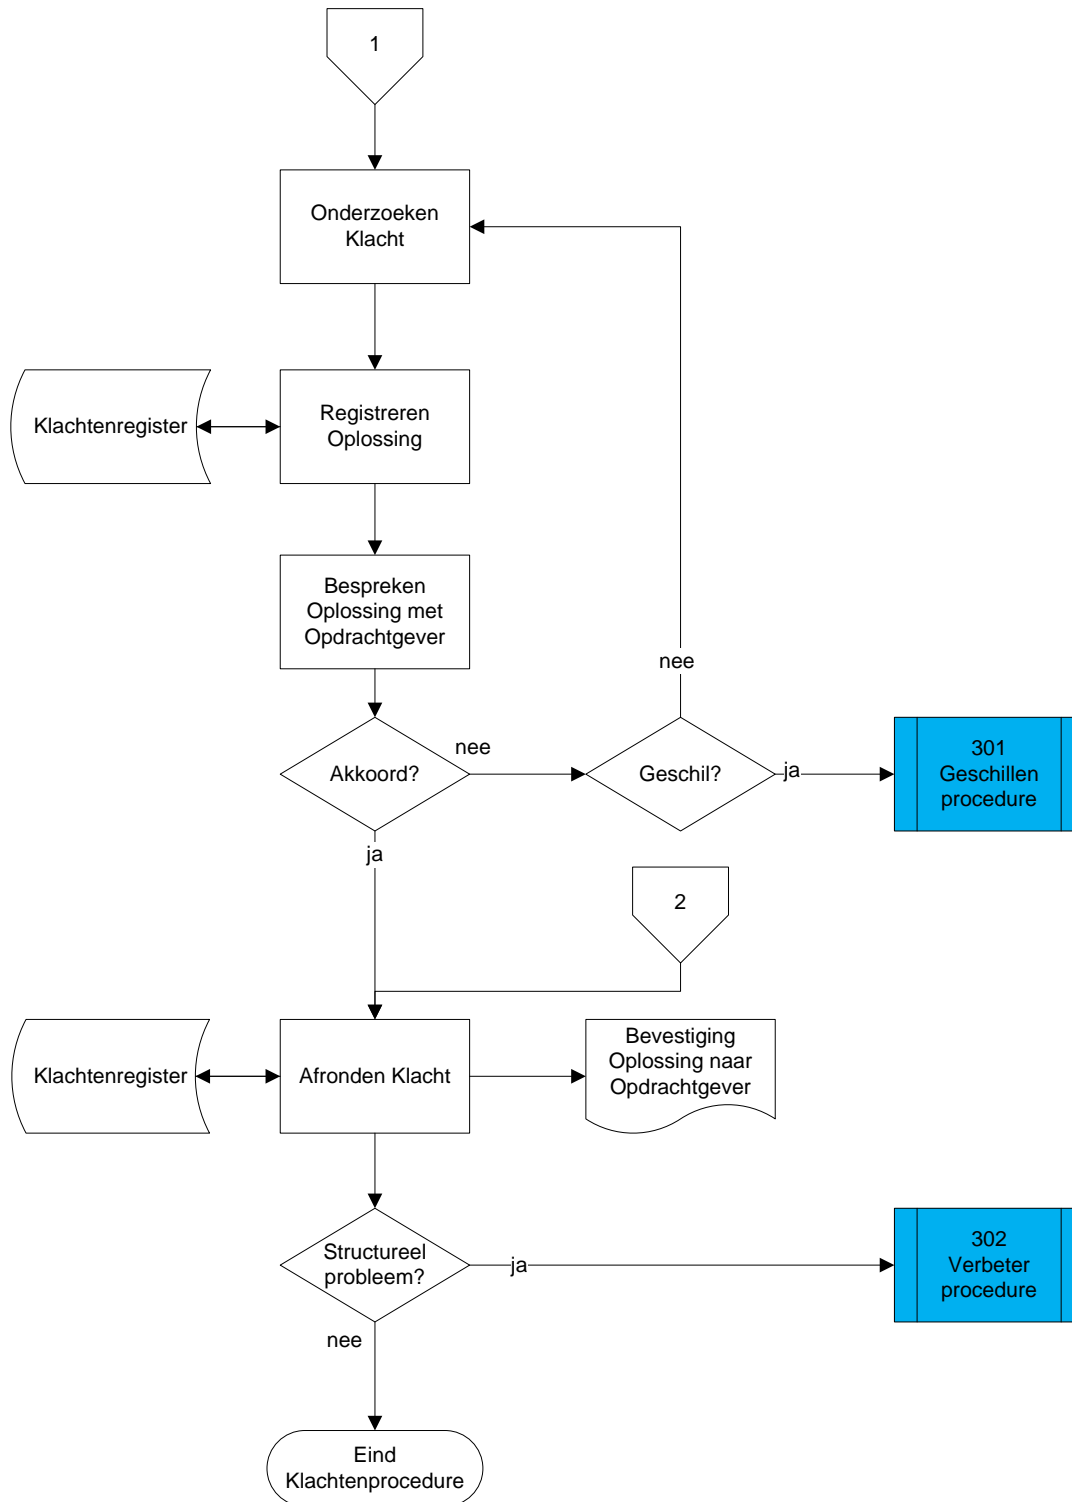 1
Onderzoeken
Klacht
Klachtenregister
Registreren
Oplossing
Bespreken
Oplossing met
Opdrachtgever
nee
Akkoord?
nee
Geschil?
ja
301
Geschillen
procedure
ja
2
Klachtenregister
Afronden Klacht
Bevestiging
Oplossing naar
Opdrachtgever
Structureel
probleem?
ja
302
Verbeter
procedure
nee
Eind
Klachtenprocedure